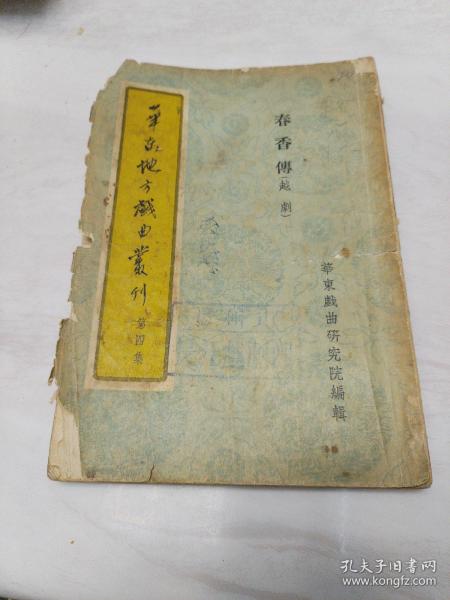 華东地方戲曲叢刊
第四集
春香傳(越劇)
華東戲曲研究院編輯
孔夫子旧书网
www.kongfz.com